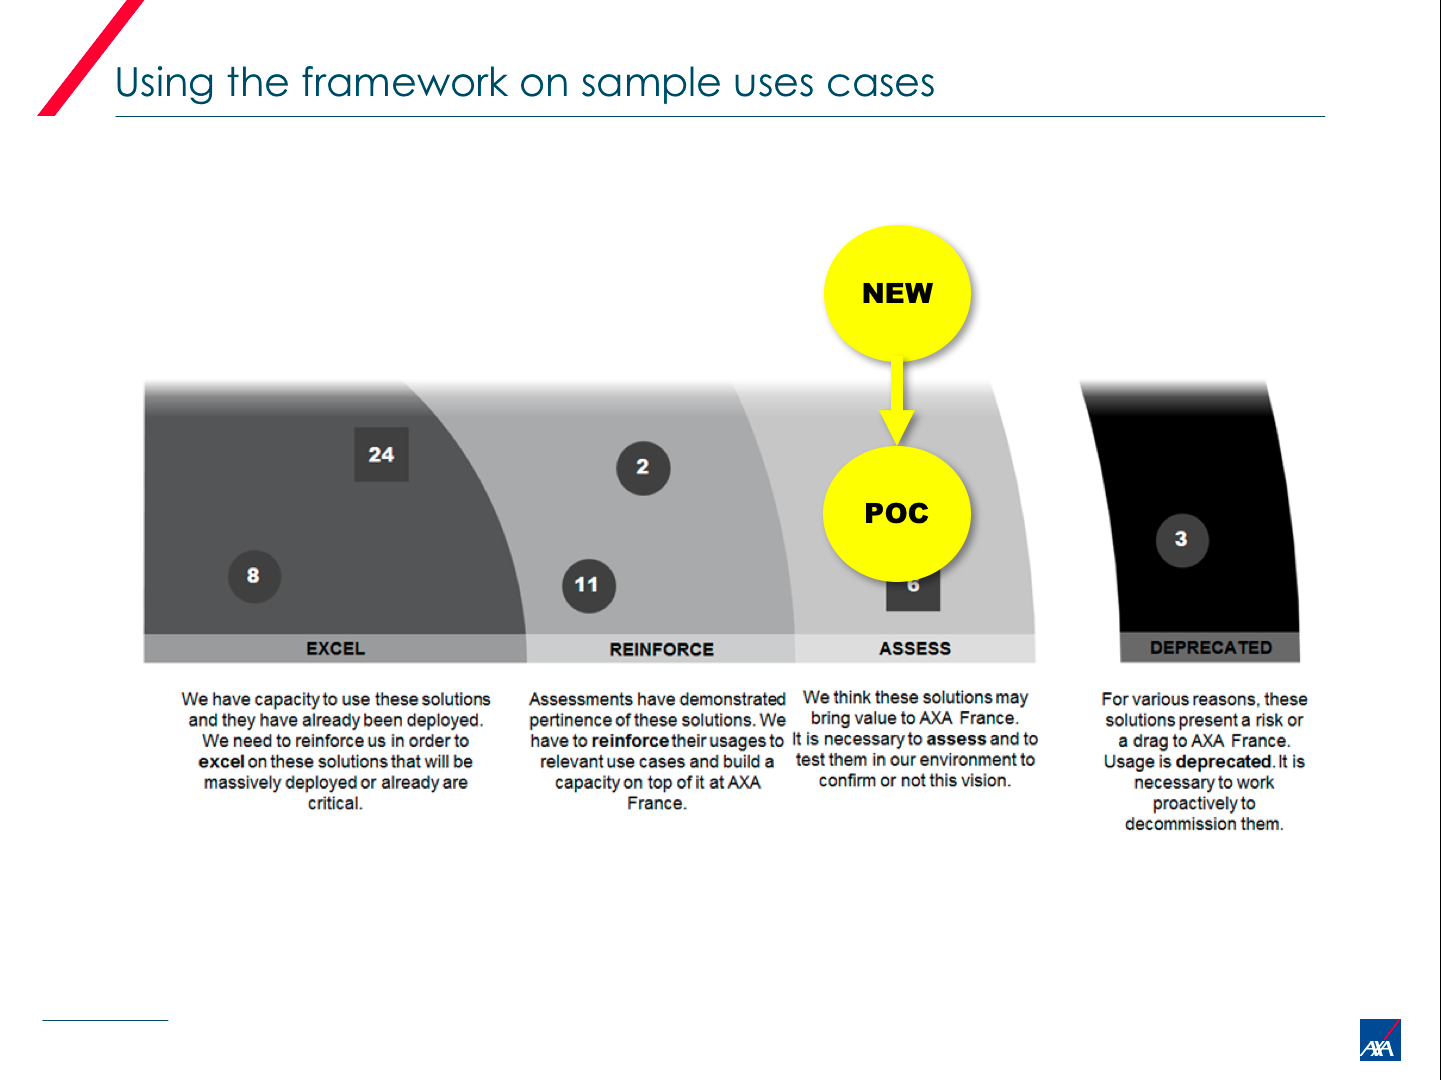 Using the framework on sample uses cases
NEW
POC
24
2
8
11
6
3
EXCEL
REINFORCE
ASSESS
DEPRECATED
We have capacity to use these solutions
and they have already been deployed.
We need to reinforce us in order to
excel on these solutions that will be
massively deployed or already are
critical.
Assessments have demonstrated
pertinence of these solutions. We
have to reinforce their usages to
relevant use cases and build a
capacity on top of it at AXA
France.
We think these solutions may
bring value to AXA France.
It is necessary to assess and to
test them in our environment to
confirm or not this vision.
For various reasons, these
solutions present a risk or
a drag to AXA France.
Usage is deprecated. It is
necessary to work
proactively to
decommission them.
AXA